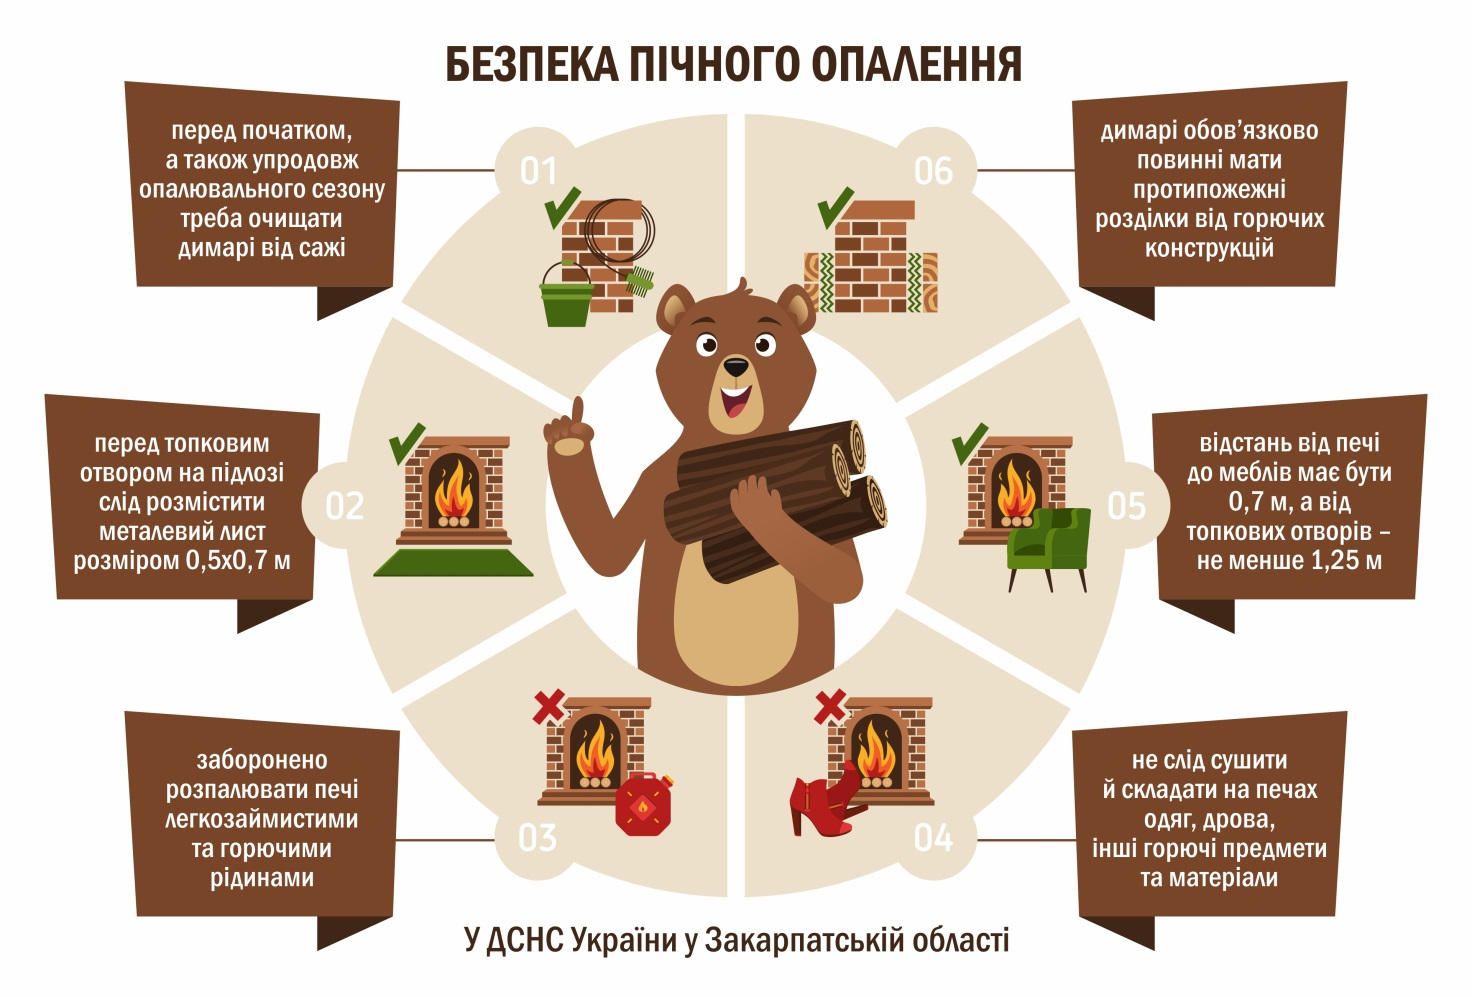 БЕЗПЕКА ПІЧНОГО ОПАЛЕННЯ
01
перед початком,
а також упродовж
опалювального сезону
треба очищати
димарі від сажі
02
перед топковим
отвором на підлозі
слід розмістити
металевий лист
розміром 0,5х0,7 м
03
заборонено
розпалювати печі
легкозаймистими
та горючими
рідинами
04
не слід сушити
й складати на печах
одяг, дрова,
інші горючі предмети
та матеріали
05
відстань від печі
до меблів має бути
0,7 м, а від
топкових отворів –
не менше 1,25 м
06
димарі обов’язково
повинні мати
протипожежні
розділки від горючих
конструкцій
У ДСНС України у Закарпатській області